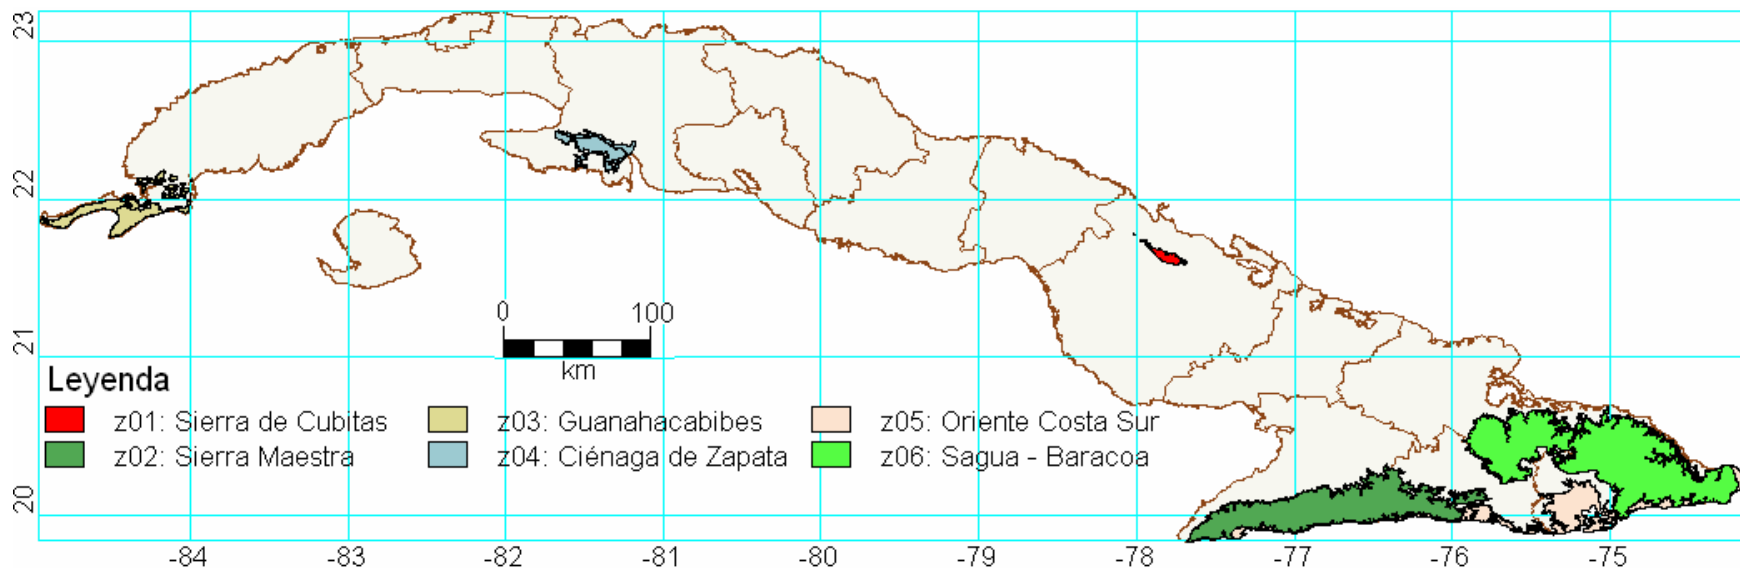 23
22
21
20
0 100
km
Leyenda
z01: Sierra de Cubitas z03: Guanahacabibes z05: Oriente Costa Sur
z02: Sierra Maestra z04: Ciénaga de Zapata z06: Sagua - Baracoa
-84 -83 -82 -81 -80 -79 -78 -77 -76 -75